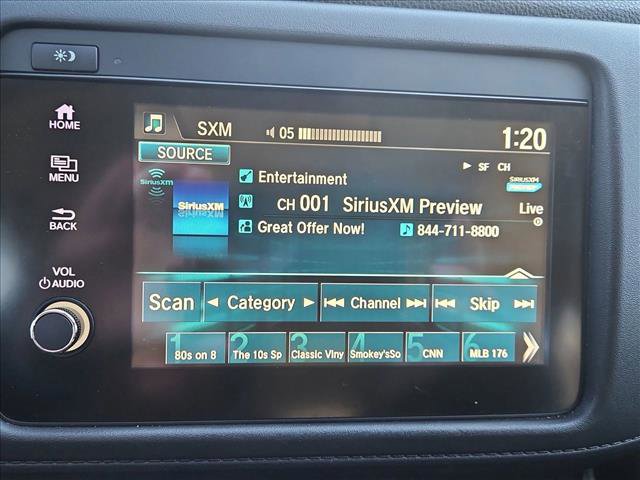 HOME
MENU
BACK
VOL
AUDIO
SXM 05 1:20
SOURCE
SF CH
SiriusXM
SiriusXM
Entertainment
CH 001 SiriusXM Preview Live
Great Offer Now! 844-711-8800
Scan Category Channel Skip
1 80s on 8
2 The 10s Sp
3 Classic Viny
4 Smokey'sSo
5 CNN
6 MLB 176